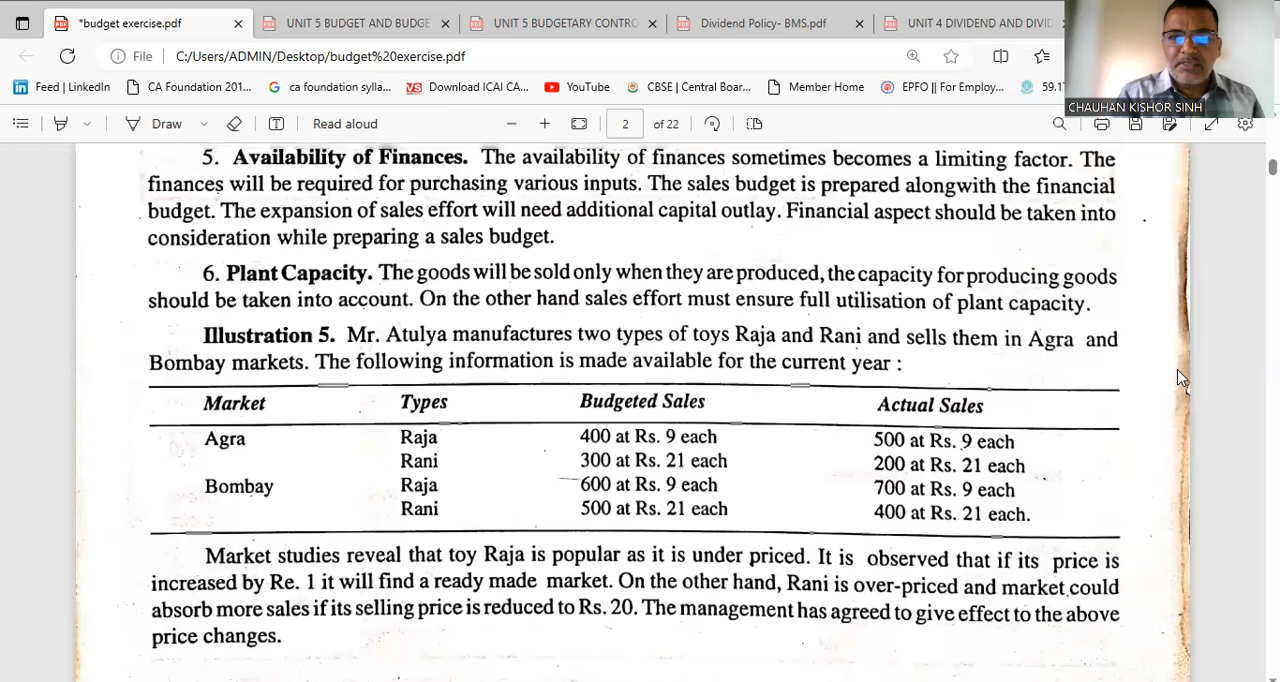 *budget exercise.pdf
UNIT 5 BUDGET AND BUDGE
UNIT 5 BUDGETARY CONTRO
Dividend Policy- BMS.pdf
UNIT 4 DIVIDEND AND DIVID
File
C:/Users/ADMIN/Desktop/budget%20exercise.pdf
Feed | LinkedIn
CA Foundation 201...
ca foundation sylla...
Download ICAI CA...
YouTube
CBSE | Central Boar...
Member Home
EPFO || For Employ...
59.1
CHAUHAN KISHOR SINH
Draw
Read aloud
2 of 22
5. Availability of Finances. The availability of finances sometimes becomes a limiting factor. The
finances will be required for purchasing various inputs. The sales budget is prepared alongwith the financial
budget. The expansion of sales effort will need additional capital outlay. Financial aspect should be taken into
consideration while preparing a sales budget.
6. Plant Capacity. The goods will be sold only when they are produced, the capacity for producing goods
should be taken into account. On the other hand sales effort must ensure full utilisation of plant capacity.
Illustration 5. Mr. Atulya manufactures two types of toys Raja and Rani and sells them in Agra and
Bombay markets. The following information is made available for the current year :
Market Types Budgeted Sales Actual Sales
Agra Raja 400 at Rs. 9 each 500 at Rs. 9 each
Rani 300 at Rs. 21 each 200 at Rs. 21 each
Bombay Raja 600 at Rs. 9 each 700 at Rs. 9 each
Rani 500 at Rs. 21 each 400 at Rs. 21 each.
Market studies reveal that toy Raja is popular as it is under priced. It is observed that if its price is
increased by Re. 1 it will find a ready made market. On the other hand, Rani is over-priced and market could
absorb more sales if its selling price is reduced to Rs. 20. The management has agreed to give effect to the above
price changes.